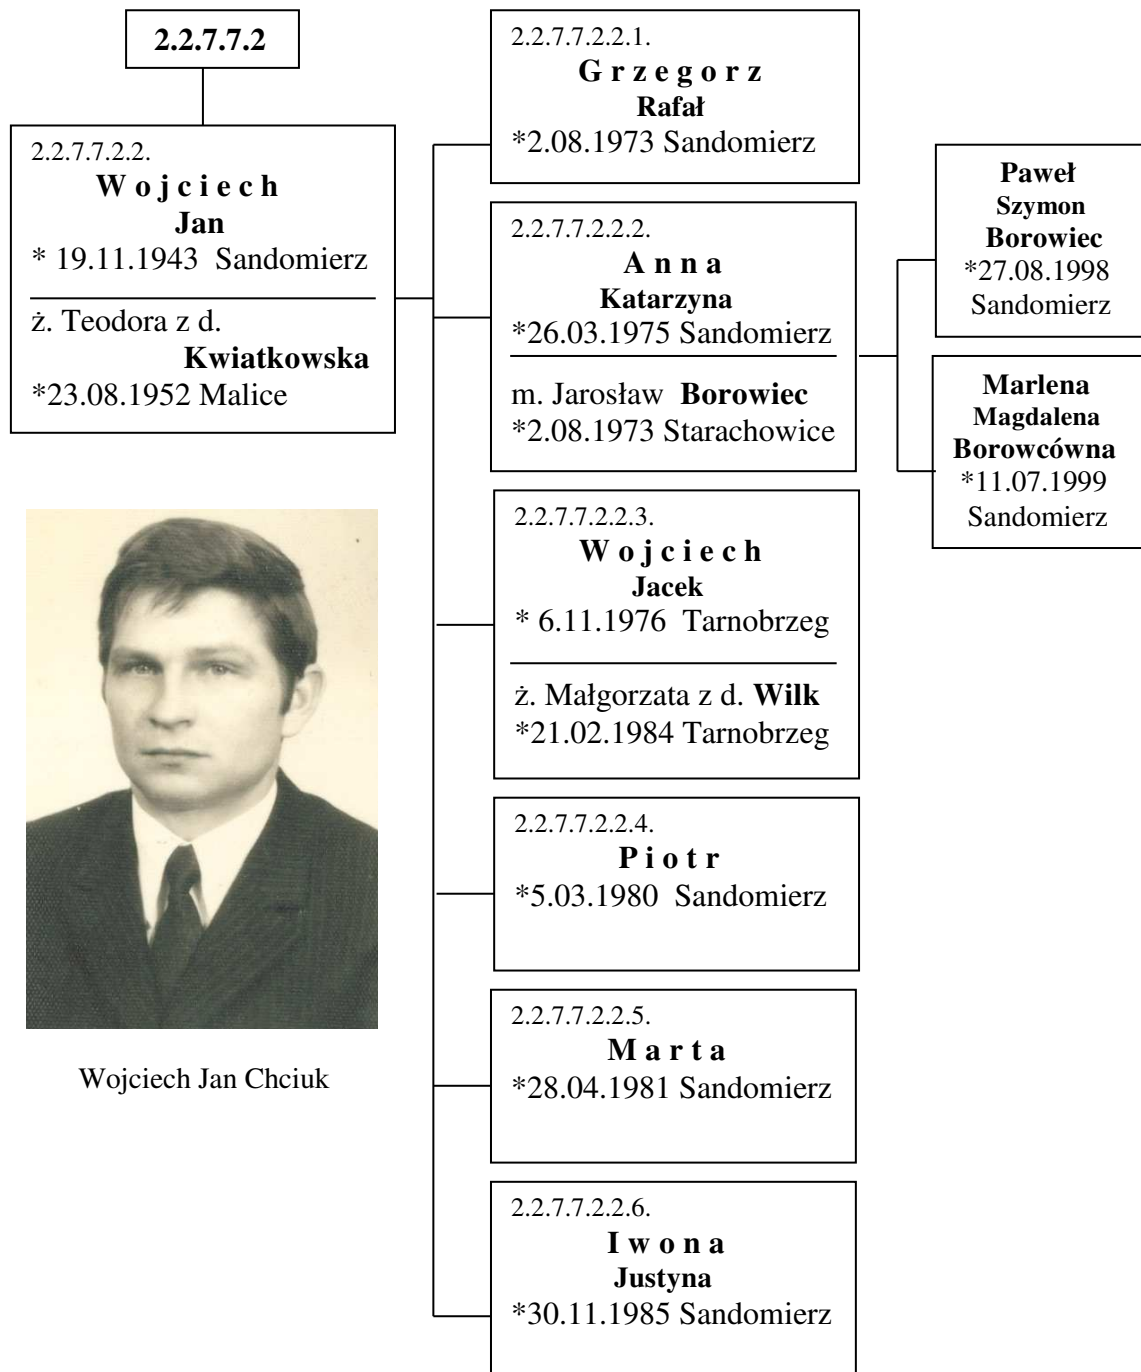 2.2.7.7.2
2.2.7.7.2.2.
W o j c i e c h
Jan
* 19.11.1943 Sandomierz
ż. Teodora z d.
Kwiatkowska
*23.08.1952 Malice
Wojciech Jan Chciuk
2.2.7.7.2.2.1.
G r z e g o r z
Rafał
*2.08.1973 Sandomierz
2.2.7.7.2.2.2.
A n n a
Katarzyna
*26.03.1975 Sandomierz
m. Jarosław Borowiec
*2.08.1973 Starachowice
2.2.7.7.2.2.3.
W o j c i e c h
Jacek
* 6.11.1976 Tarnobrzeg
ż. Małgorzata z d. Wilk
*21.02.1984 Tarnobrzeg
2.2.7.7.2.2.4.
P i o t r
*5.03.1980 Sandomierz
2.2.7.7.2.2.5.
M a r t a
*28.04.1981 Sandomierz
2.2.7.7.2.2.6.
I w o n a
Justyna
*30.11.1985 Sandomierz
Paweł
Szymon
Borowiec
*27.08.1998
Sandomierz
Marlena
Magdalena
Borowcówna
*11.07.1999
Sandomierz